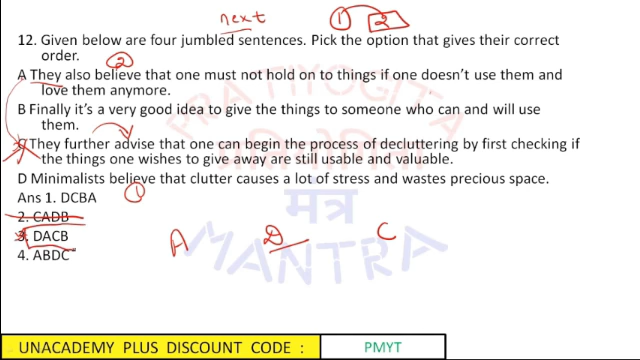 next
① 2
12. Given below are four jumbled sentences. Pick the option that gives their correct
order.
②
A They also believe that one must not hold on to things if one doesn't use them and
love them anymore.
B Finally it's a very good idea to give the things to someone who can and will use
them.
C They further advise that one can begin the process of decluttering by first checking if
the things one wishes to give away are still usable and valuable.
D Minimalists believe that clutter causes a lot of stress and wastes precious space.
①
Ans 1. DCBA
2. CADB
3. DACB
4. ABDC
A D C
PRATIYOGITA
मंत्र
MANTRA
UNACADEMY PLUS DISCOUNT CODE : PMYT